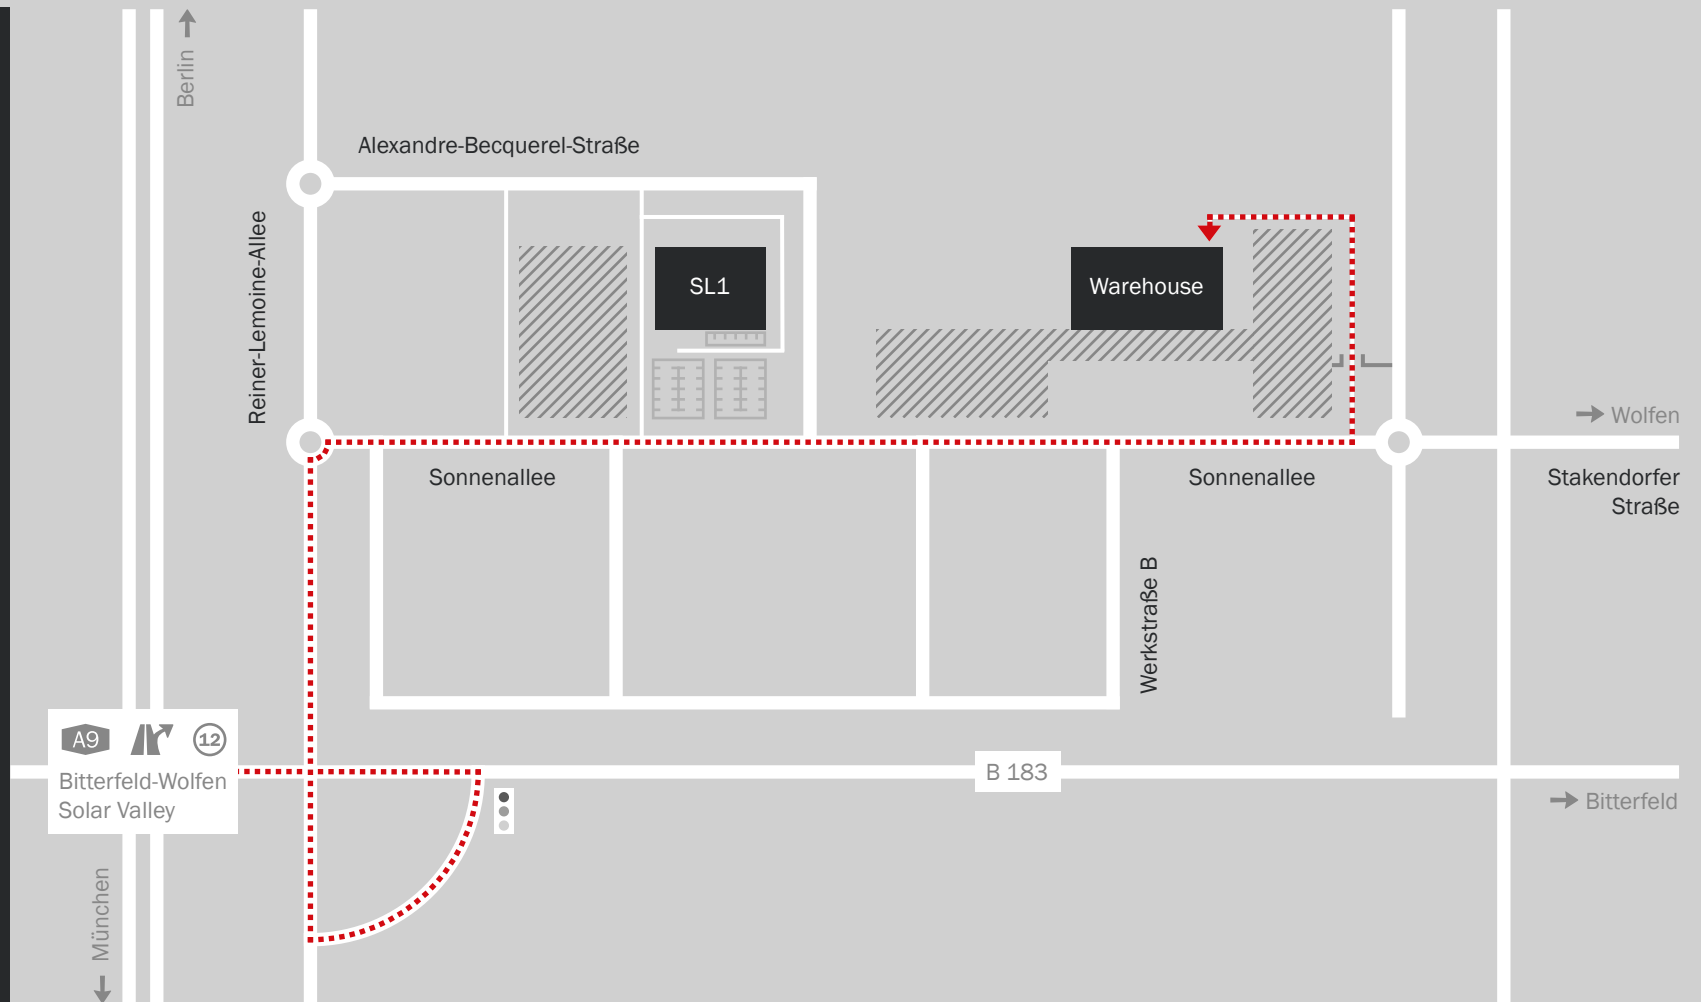 Berlin
Alexandre-Becquerel-Straße
Reiner-Lemoine-Allee
SL1
Warehouse
Wolfen
Sonnenallee
Sonnenallee
Stakendorfer
Straße
Werkstraße B
A9
12
Bitterfeld-Wolfen
Solar Valley
B 183
Bitterfeld
München